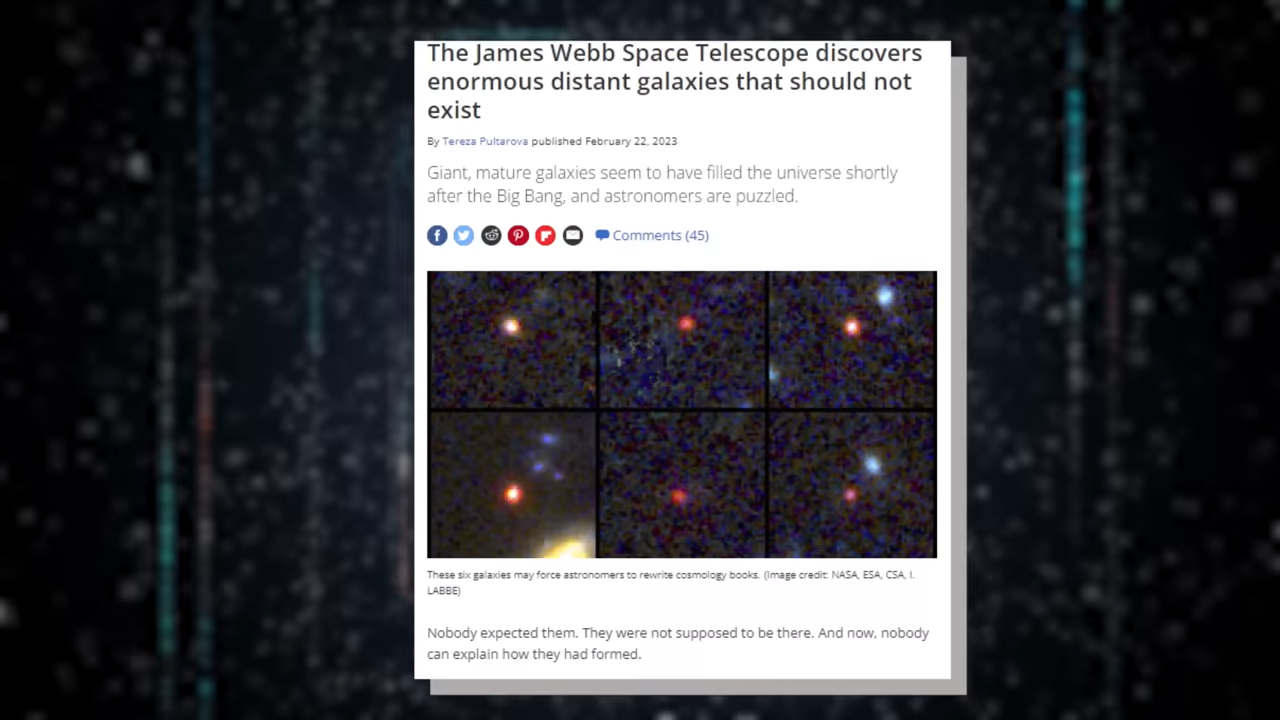 The James Webb Space Telescope discovers
enormous distant galaxies that should not
exist
By Tereza Pultarova published February 22, 2023
Giant, mature galaxies seem to have filled the universe shortly
after the Big Bang, and astronomers are puzzled.
Comments (45)
These six galaxies may force astronomers to rewrite cosmology books. (Image credit: NASA, ESA, CSA, I.
LABBE)
Nobody expected them. They were not supposed to be there. And now, nobody
can explain how they had formed.